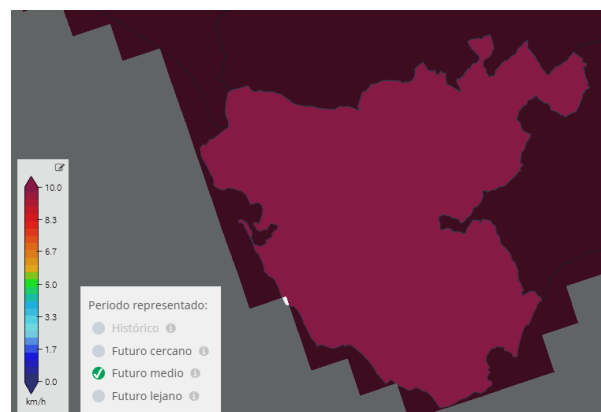 10.0
8.3
6.7
5.0
3.3
1.7
0.0
km/h
Periodo representado:
Histórico
Futuro cercano
Futuro medio
Futuro lejano